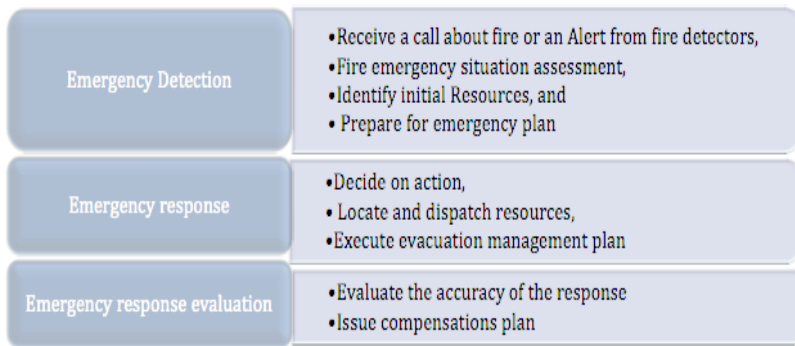 Emergency Detection
•Receive a call about fire or an Alert from fire detectors,
•Fire emergency situation assessment,
•Identify initial Resources, and
• Prepare for emergency plan
Emergency response
•Decide on action,
• Locate and dispatch resources,
•Execute evacuation management plan
Emergency response evaluation
•Evaluate the accuracy of the response
•Issue compensations plan